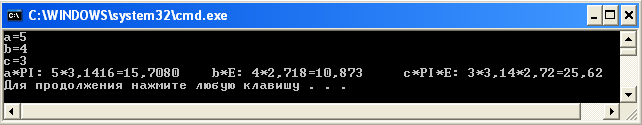 C:\WINDOWS\system32\cmd.exe
a=5
b=4
c=3
a*PI: 5*3,1416=15,7080 b*E: 4*2,718=10,873 c*PI*E: 3*3,14*2,72=25,62
Для продолжения нажмите любую клавишу . . .